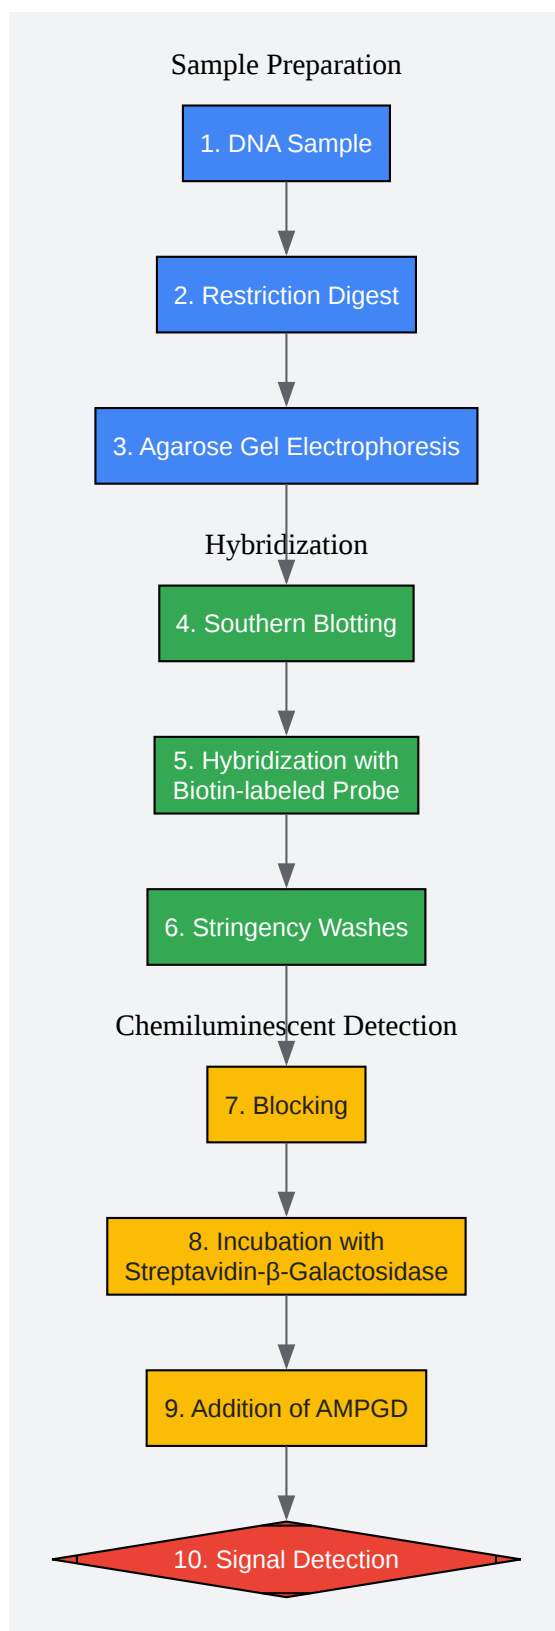 Sample Preparation
1. DNA Sample
2. Restriction Digest
3. Agarose Gel Electrophoresis
Hybridization
4. Southern Blotting
5. Hybridization with
Biotin-labeled Probe
6. Stringency Washes
Chemiluminescent Detection
7. Blocking
8. Incubation with
Streptavidin-β-Galactosidase
9. Addition of AMPGD
10. Signal Detection